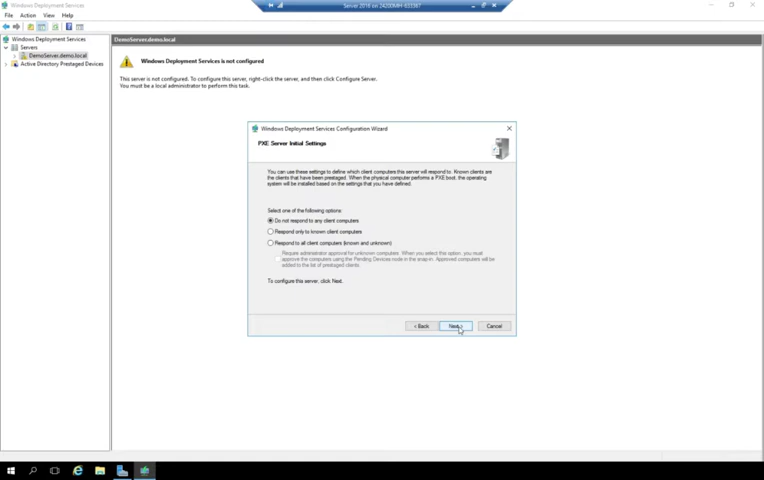 Windows Deployment Services
Server 2016 on 2420DMH-633567
File Action View Help
Windows Deployment Services
Servers
DemoServer.demo.local
Active Directory Prestaged Devices
DemoServer.demo.local
Windows Deployment Services is not configured
This server is not configured. To configure this server, right-click the server, and then click Configure Server.
You must be a local administrator to perform this task.
Windows Deployment Services Configuration Wizard
PXE Server Initial Settings
You can use these settings to define which client computers this server will respond to. Known clients are
the clients that have been prestaged. When the physical computer performs a PXE boot, the operating
system will be installed based on the settings that you have defined.
Select one of the following options:
Do not respond to any client computers
Respond only to known client computers
Respond to all client computers (known and unknown)
Require administrator approval for unknown computers. When you select this option, you must
approve the computers using the Pending Devices node in the snap-in. Approved computers will be
added to the list of prestaged clients.
To configure this server, click Next.
< Back Next > Cancel